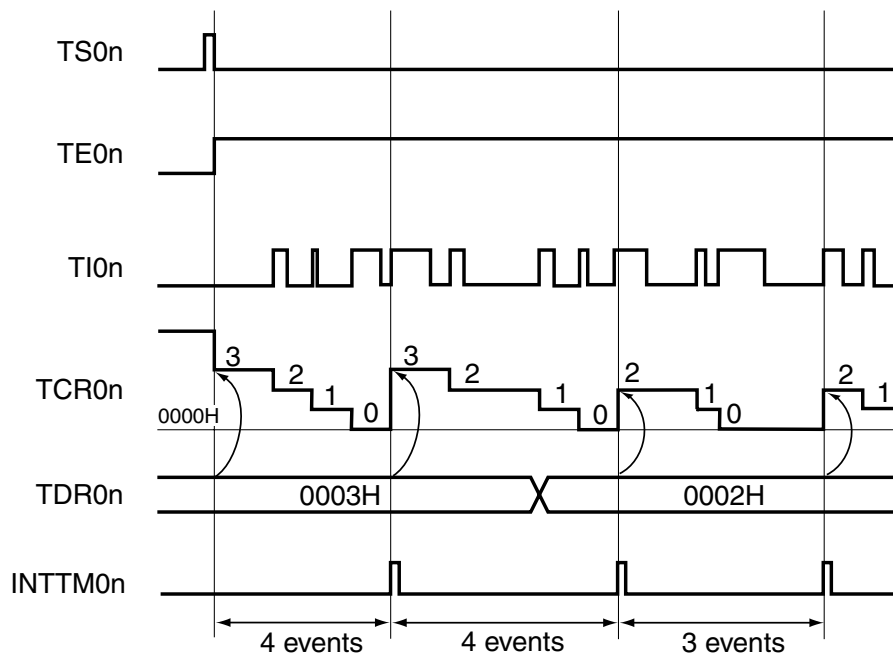 TS0n
TE0n
TI0n
TCR0n
3
2
1
0
3
2
1
0
2
1
0
2
1
0000H
TDR0n
0003H
0002H
INTTM0n
4 events
4 events
3 events